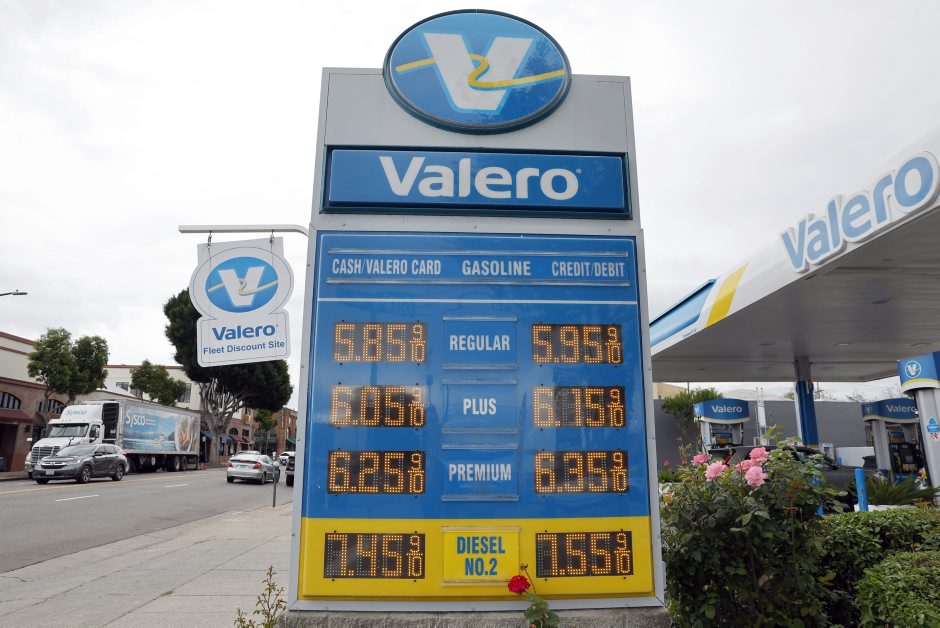 V
Valero®
CASH/VALERO CARD GASOLINE CREDIT/DEBIT
5.85 9/10 REGULAR 5.95 9/10
6.05 9/10 PLUS 6.15 9/10
6.25 9/10 PREMIUM 6.35 9/10
7.45 9/10 DIESEL 7.55 9/10
NO.2
V
VALERO
Fleet Discount Site
Sysco
Sysco
Valero
VALERO
VALERO